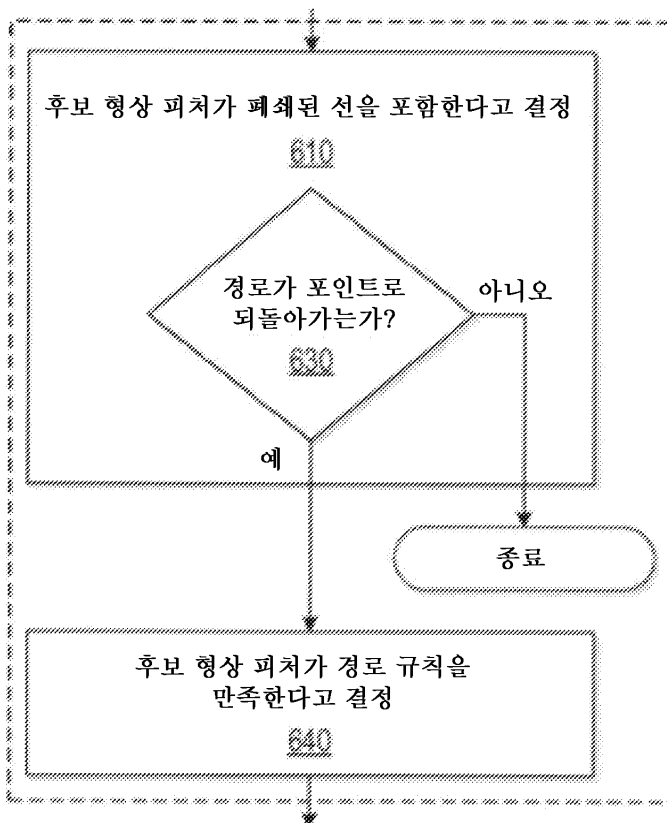 후보 형상 피처가 폐쇄된 선을 포함한다고 결정
610
경로가 포인트로
되돌아가는가?
630
아니오
예
종료
후보 형상 피처가 경로 규칙을
만족한다고 결정
640